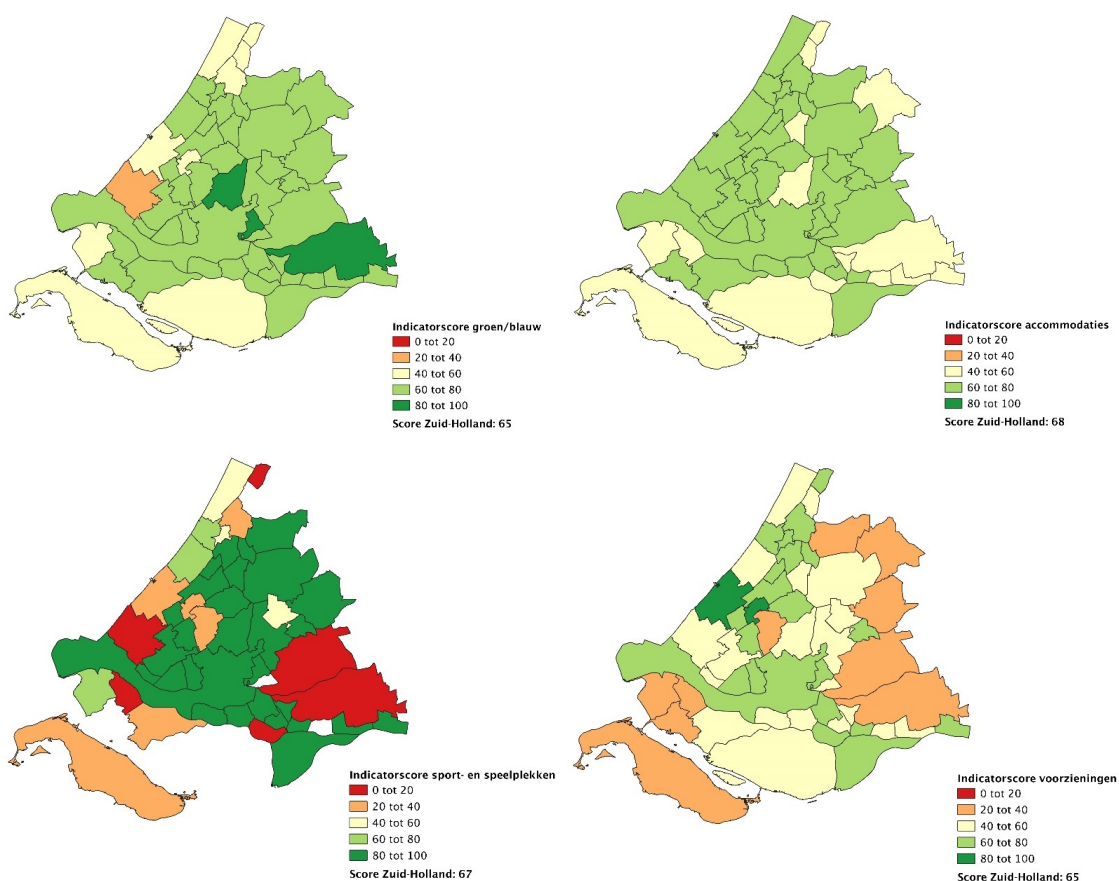 Indicatorscore groen/blauw
0 tot 20
20 tot 40
40 tot 60
60 tot 80
80 tot 100
Score Zuid-Holland: 65
Indicatorscore accommodaties
0 tot 20
20 tot 40
40 tot 60
60 tot 80
80 tot 100
Score Zuid-Holland: 68
Indicatorscore sport- en speelplekken
0 tot 20
20 tot 40
40 tot 60
60 tot 80
80 tot 100
Score Zuid-Holland: 67
Indicatorscore voorzieningen
0 tot 20
20 tot 40
40 tot 60
60 tot 80
80 tot 100
Score Zuid-Holland: 65